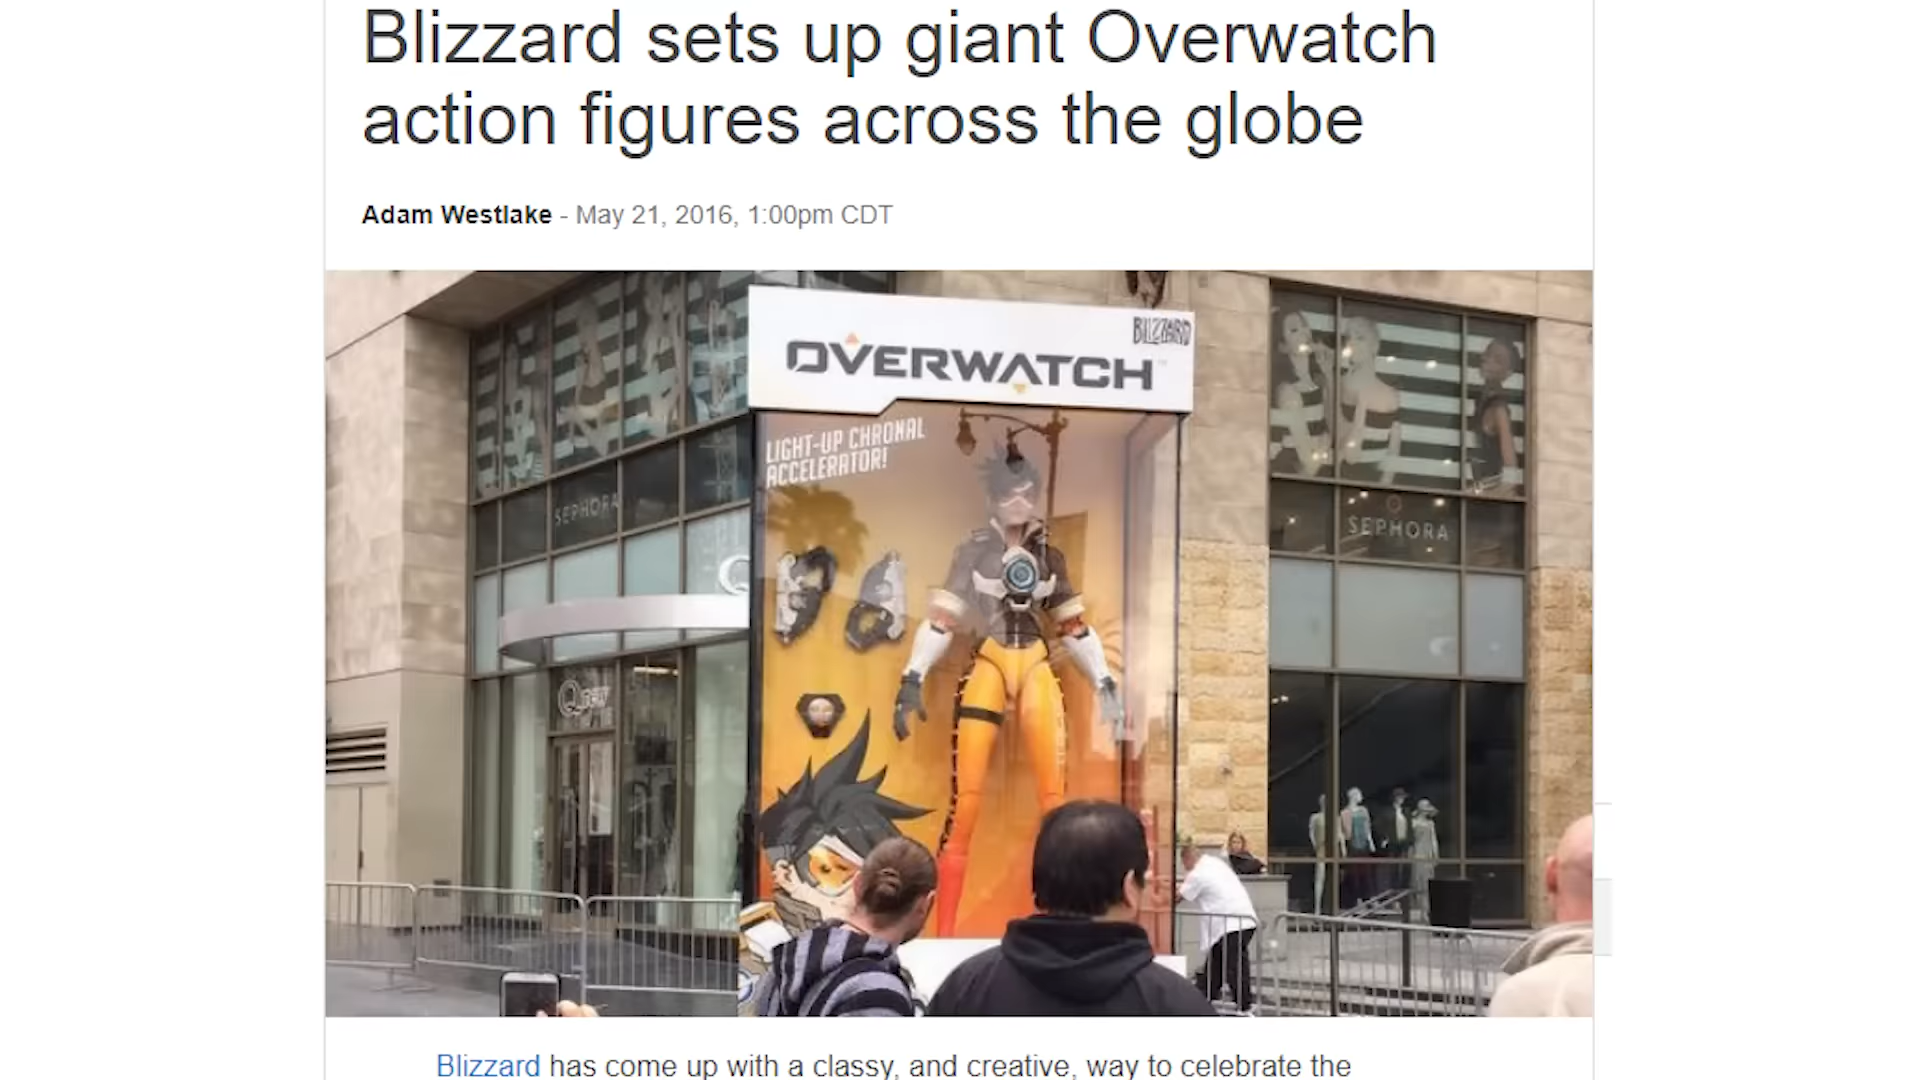 Blizzard sets up giant Overwatch
action figures across the globe
Adam Westlake - May 21, 2016, 1:00pm CDT
BLIZZARD
OVERWATCH™
LIGHT-UP CHRONAL
ACCELERATOR!
SEPHORA
SEPHORA
Blizzard has come up with a classy, and creative, way to celebrate the